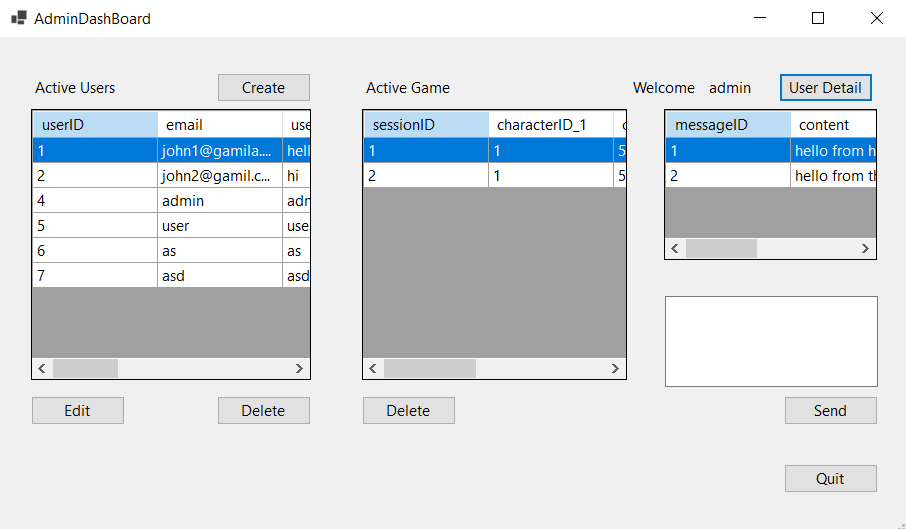 AdminDashBoard
Active Users Create Active Game Welcome admin User Detail
userID email use
1 john1@gamila.... hell
2 john2@gamil.c... hi
4 admin adn
5 user use
6 as as
7 asd asd
Edit Delete
sessionID characterID_1 c
1 1 5
2 1 5
Delete
messageID content
1 hello from h
2 hello from th
Send
Quit